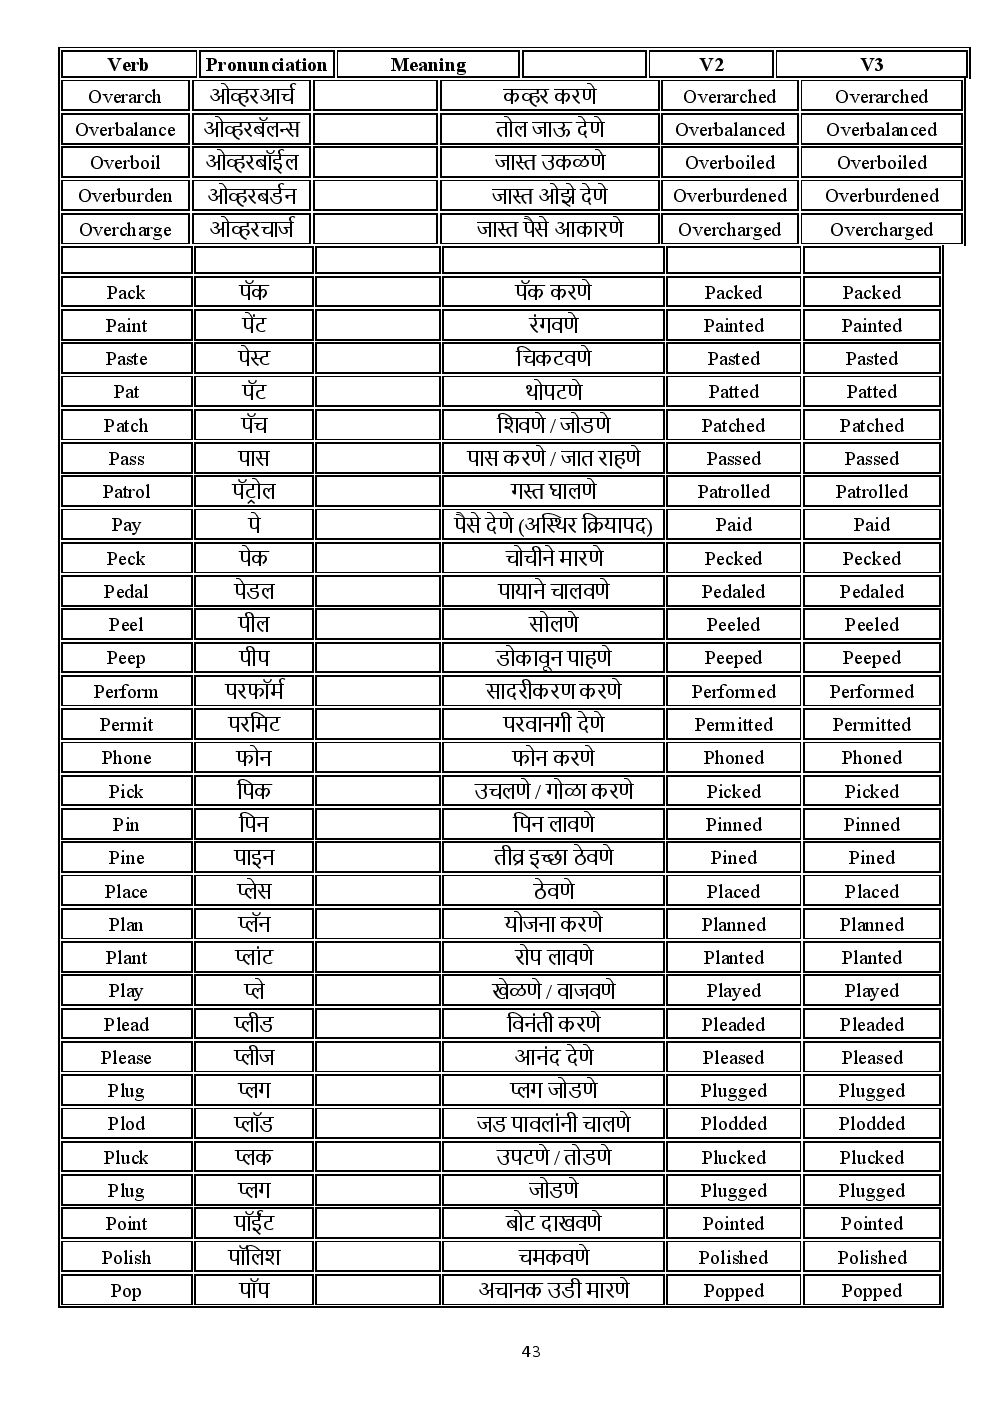 Verb Pronunciation Meaning V2 V3
Overarch ओव्हरआर्च कव्हर करणे Overarched Overarched
Overbalance ओव्हरबॅलन्स तोल जाऊ देणे Overbalanced Overbalanced
Overboil ओव्हरबॉईल जास्त उकळणे Overboiled Overboiled
Overburden ओव्हरबर्डन जास्त ओझे देणे Overburdened Overburdened
Overcharge ओव्हरचार्ज जास्त पैसे आकारणे Overcharged Overcharged
Pack पॅक पॅक करणे Packed Packed
Paint पेंट रंगवणे Painted Painted
Paste पेस्ट चिकटवणे Pasted Pasted
Pat पॅट थोपटणे Patted Patted
Patch पॅच शिवणे / जोडणे Patched Patched
Pass पास पास करणे / जात राहणे Passed Passed
Patrol पॅट्रोल गस्त घालणे Patrolled Patrolled
Pay पे पैसे देणे (अस्थिर क्रियापद) Paid Paid
Peck पेक चोचीने मारणे Pecked Pecked
Pedal पेडल पायाने चालवणे Pedaled Pedaled
Peel पील सोलणे Peeled Peeled
Peep पीप डोकावून पाहणे Peeped Peeped
Perform परफॉर्म सादरीकरण करणे Performed Performed
Permit परमिट परवानगी देणे Permitted Permitted
Phone फोन फोन करणे Phoned Phoned
Pick पिक उचलणे / गोळा करणे Picked Picked
Pin पिन पिन लावणे Pinned Pinned
Pine पाइन तीव्र इच्छा ठेवणे Pined Pined
Place प्लेस ठेवणे Placed Placed
Plan प्लॅन योजना करणे Planned Planned
Plant प्लांट रोप लावणे Planted Planted
Play प्ले खेळणे / वाजवणे Played Played
Plead प्लीड विनंती करणे Pleaded Pleaded
Please प्लीज आनंद देणे Pleased Pleased
Plug प्लग प्लग जोडणे Plugged Plugged
Plod प्लॉड जड पावलांनी चालणे Plodded Plodded
Pluck प्लक उपटणे / तोडणे Plucked Plucked
Plug प्लग जोडणे Plugged Plugged
Point पॉईंट बोट दाखवणे Pointed Pointed
Polish पॉलिश चमकवणे Polished Polished
Pop पॉप अचानक उडी मारणे Popped Popped
43